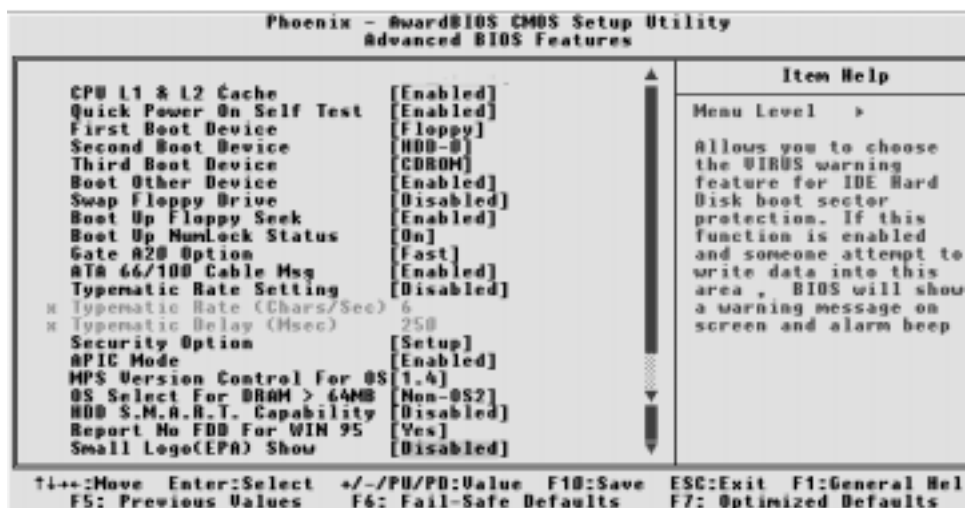 Phoenix - AwardBIOS CMOS Setup Utility
Advanced BIOS Features
CPU L1 & L2 Cache [Enabled]
Quick Power On Self Test [Enabled]
First Boot Device [Floppy]
Second Boot Device [HDD-0]
Third Boot Device [CDROM]
Boot Other Device [Enabled]
Swap Floppy Drive [Disabled]
Boot Up Floppy Seek [Enabled]
Boot Up NumLock Status [On]
Gate A20 Option [Fast]
ATA 66/100 Cable Msg [Enabled]
Typematic Rate Setting [Disabled]
x Typematic Rate (Chars/Sec) 6
x Typematic Delay (Msec) 250
Security Option [Setup]
APIC Mode [Enabled]
MPS Version Control For OS[1.4]
OS Select For DRAM > 64MB [Non-OS2]
HDD S.M.A.R.T. Capability [Disabled]
Report No FDD For WIN 95 [Yes]
Small Logo(EPA) Show [Disabled]
Item Help
Menu Level ▸
Allows you to choose
the VIRUS warning
feature for IDE Hard
Disk boot sector
protection. If this
function is enabled
and someone attempt to
write data into this
area , BIOS will show
a warning message on
screen and alarm beep
↑↓→←:Move Enter:Select +/-/PU/PD:Value F10:Save ESC:Exit F1:General Hel
F5: Previous Values F6: Fail-Safe Defaults F7: Optimized Defaults